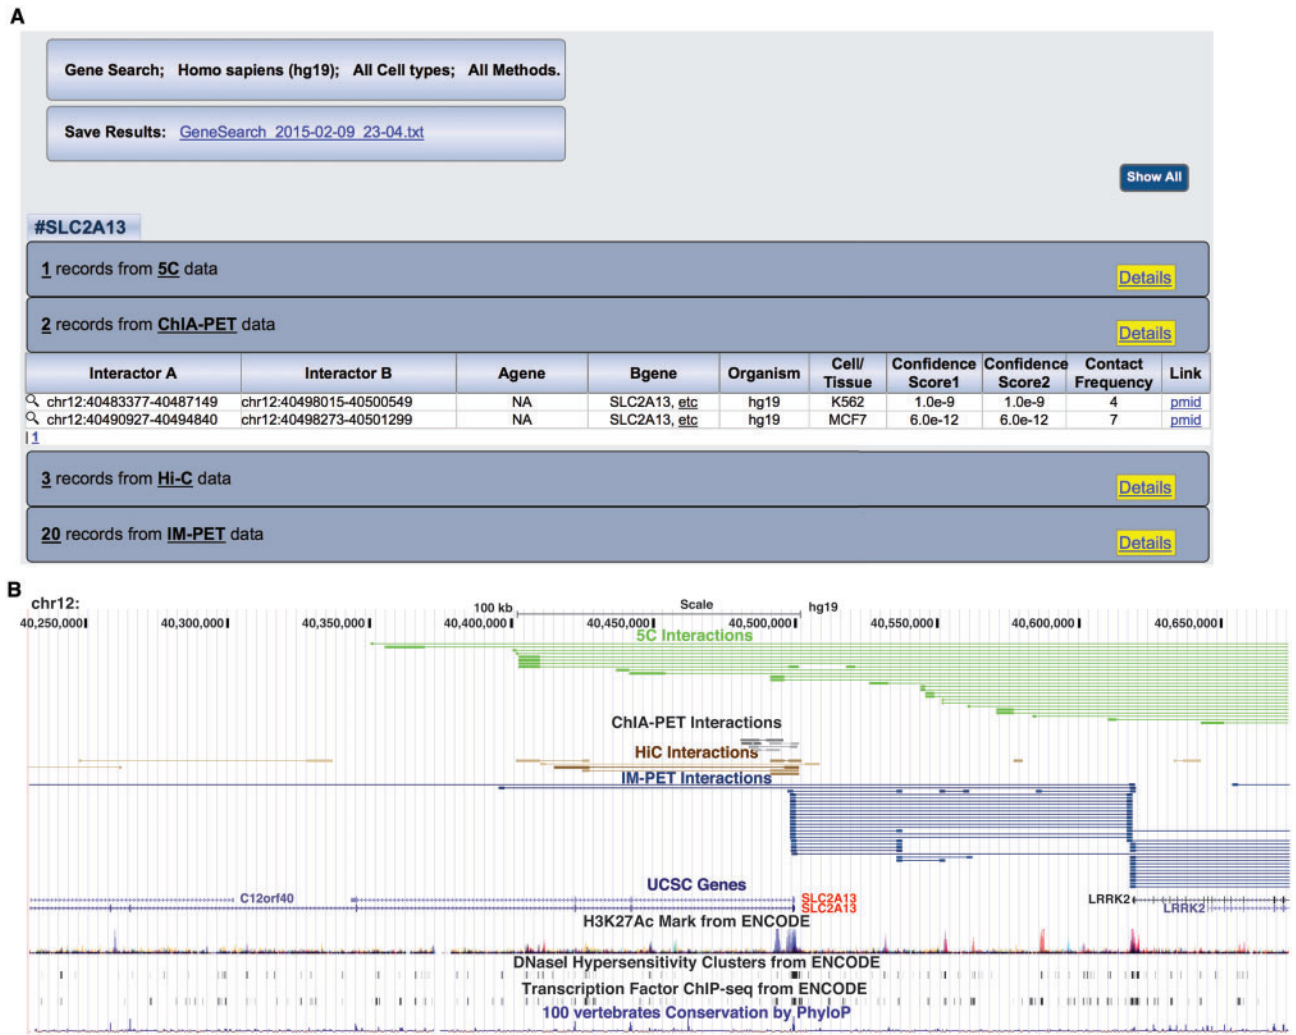 A
Gene Search; Homo sapiens (hg19); All Cell types; All Methods.
Save Results: GeneSearch_2015-02-09_23-04.txt
Show All
#SLC2A13
1 records from 5C data
Details
2 records from ChIA-PET data
Details
Interactor A Interactor B Agene Bgene Organism Cell/ Tissue Confidence Score1 Confidence Score2 Contact Frequency Link
chr12:40483377-40487149 chr12:40498015-40500549 NA SLC2A13, etc hg19 K562 1.0e-9 1.0e-9 4 pmid
chr12:40490927-40494840 chr12:40498273-40501299 NA SLC2A13, etc hg19 MCF7 6.0e-12 6.0e-12 7 pmid
| 1
3 records from Hi-C data
Details
20 records from IM-PET data
Details
B
chr12:
100 kb Scale hg19
40,250,000 40,300,000 40,350,000 40,400,000 40,450,000 40,500,000 40,550,000 40,600,000 40,650,000
5C Interactions
ChIA-PET Interactions
HiC Interactions
IM-PET Interactions
UCSC Genes
C12orf40 SLC2A13 LRRK2
SLC2A13 LRRK2
H3K27Ac Mark from ENCODE
DNaseI Hypersensitivity Clusters from ENCODE
Transcription Factor ChIP-seq from ENCODE
100 vertebrates Conservation by PhyloP